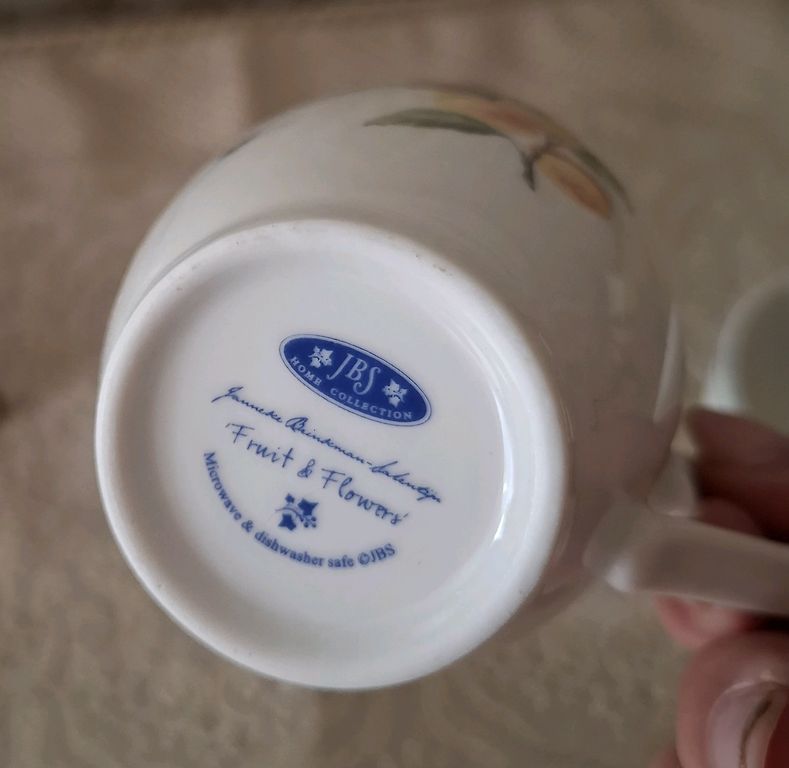 JBS
HOME COLLECTION
Janneke Brinkman-Salentijn
'Fruit & Flowers'
Microwave & dishwasher safe ©JBS